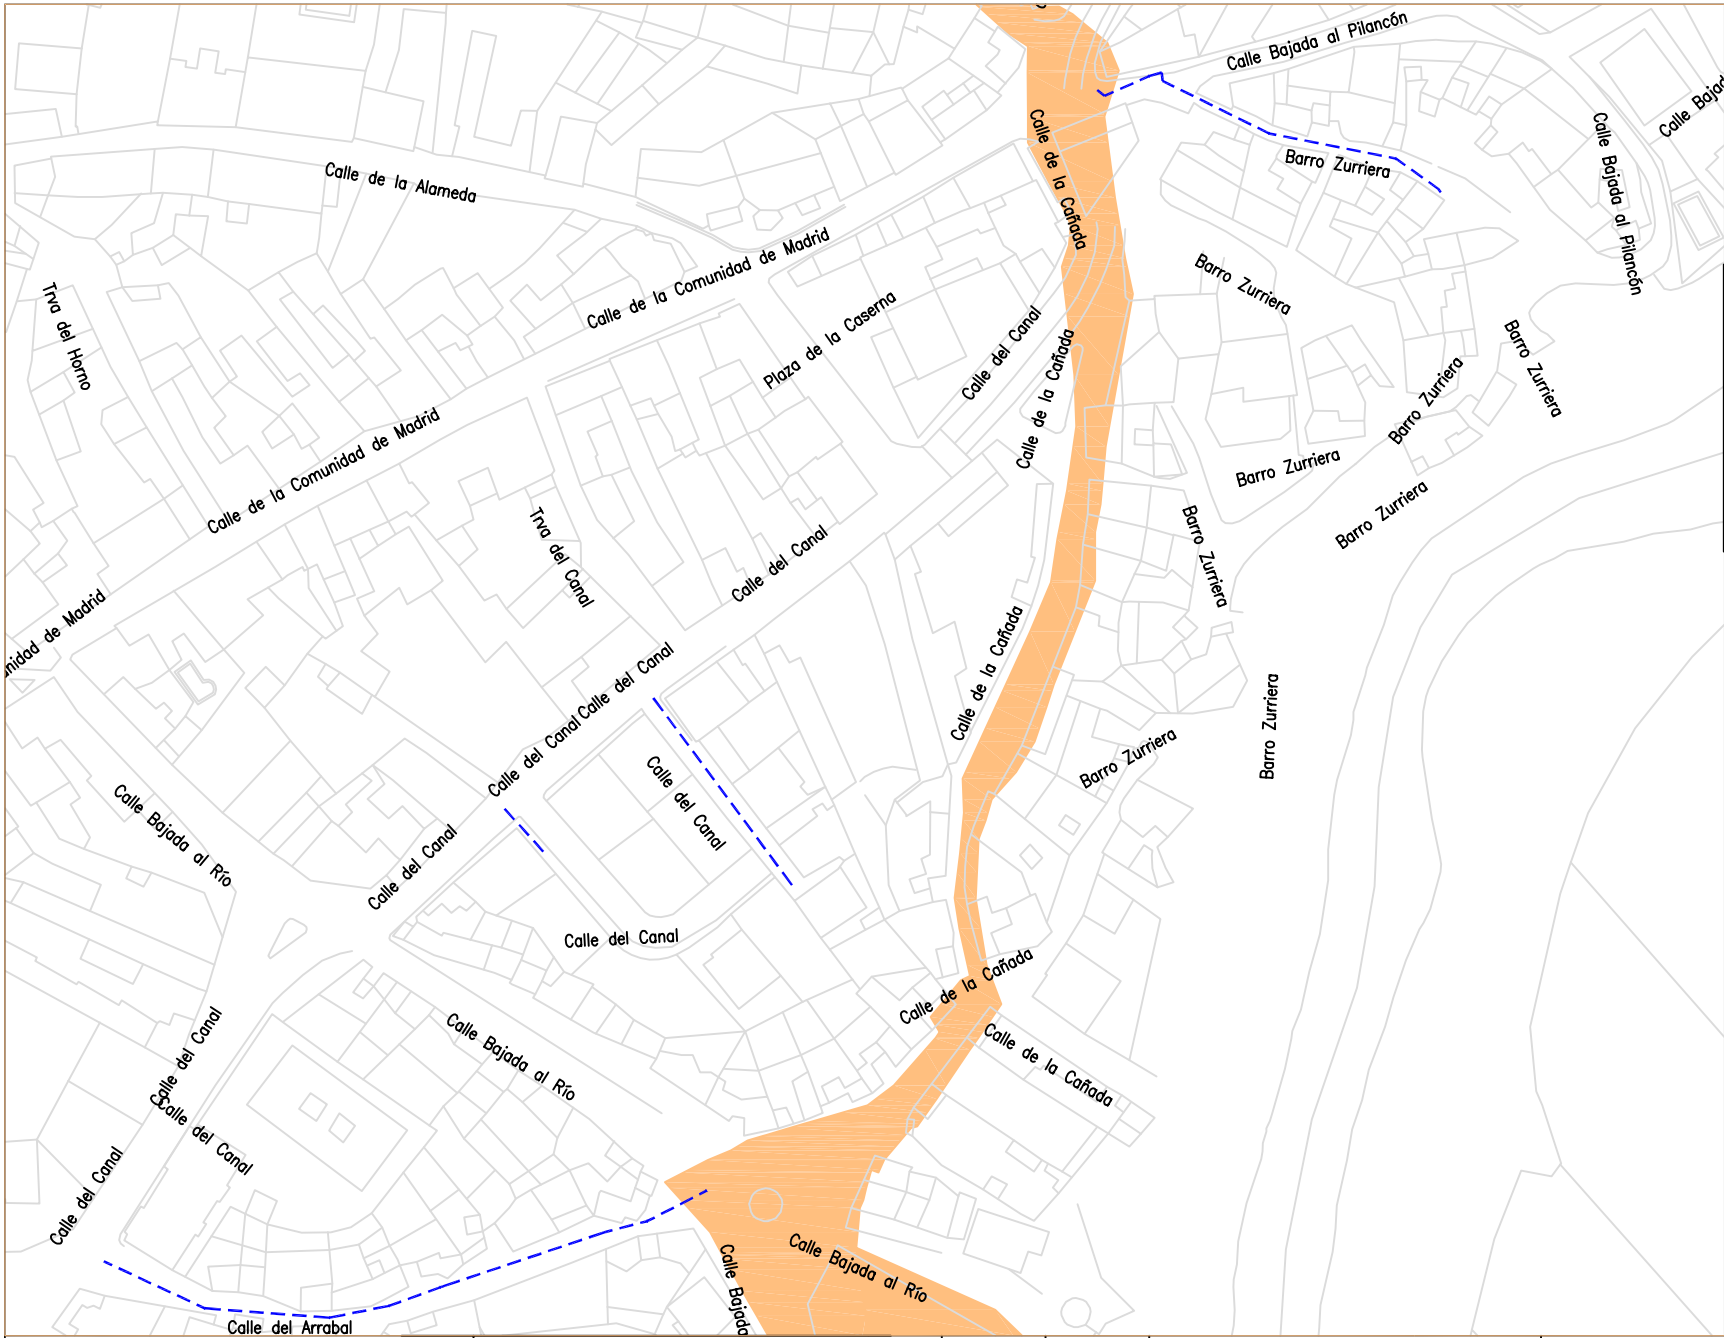 Calle Bajada al Pilancón
Calle Bajad
Calle de la Cañada
Calle Bajada al Pilancón
Barro Zurriera
Calle de la Alameda
Calle de la Comunidad de Madrid
Barro Zurriera
Trva del Horno
Plaza de la Caserna
Calle del Canal
Calle de la Cañada
Barro Zurriera
Barro Zurriera
Calle de la Comunidad de Madrid
Barro Zurriera
Barro Zurriera
Trva del Canal
Calle del Canal
Barro Zurriera
unidad de Madrid
Calle de la Cañada
Calle del Canal
Barro Zurriera
Calle del Canal
Barro Zurriera
Calle del Canal
Calle Bajada al Río
Calle del Canal
Calle del Canal
Calle de la Cañada
Calle del Canal
Calle Bajada al Río
Calle de la Cañada
Calle del Canal
Calle del Canal
Calle Bajada al Río
Calle Bajada
Calle del Arrabal